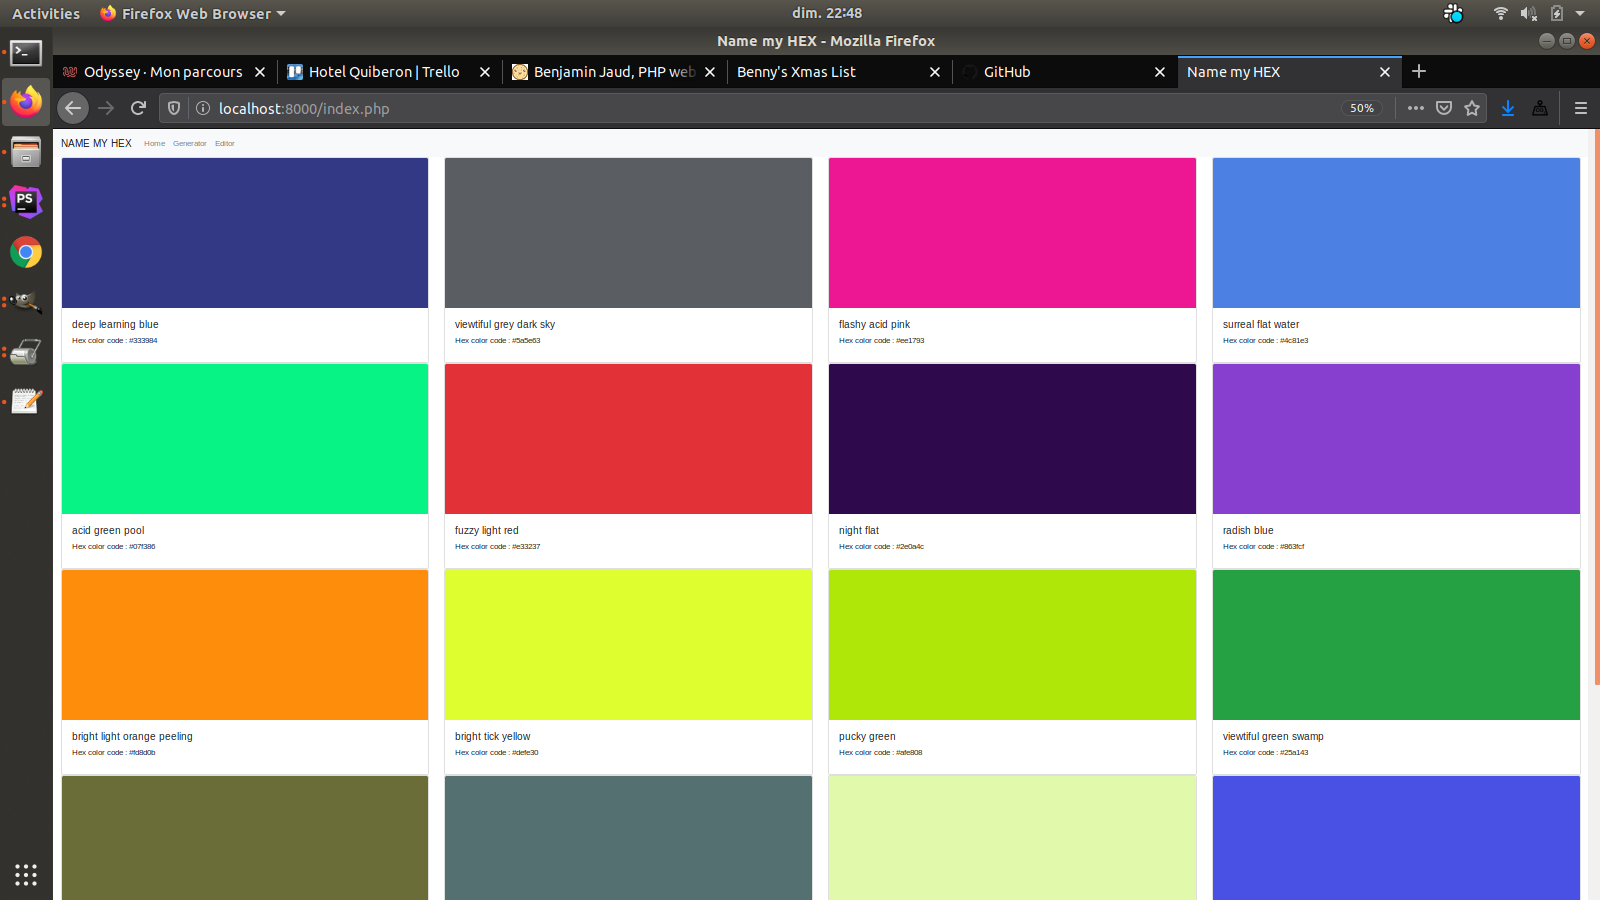 Activities Firefox Web Browser dim. 22:48
Name my HEX - Mozilla Firefox
Odyssey · Mon parcours Hotel Quiberon | Trello Benjamin Jaud, PHP web Benny's Xmas List GitHub Name my HEX
localhost:8000/index.php 50%
NAME MY HEX Home Generator Editor
deep learning blue viewtiful grey dark sky flashy acid pink surreal flat water
Hex color code : #333984 Hex color code : #5a5e63 Hex color code : #ee1793 Hex color code : #4c81e3
acid green pool fuzzy light red night flat radish blue
Hex color code : #07f386 Hex color code : #e33237 Hex color code : #2e0a4c Hex color code : #863fcf
bright light orange peeling bright tick yellow pucky green viewtiful green swamp
Hex color code : #fd8d0b Hex color code : #defe30 Hex color code : #afe808 Hex color code : #25a143
PS